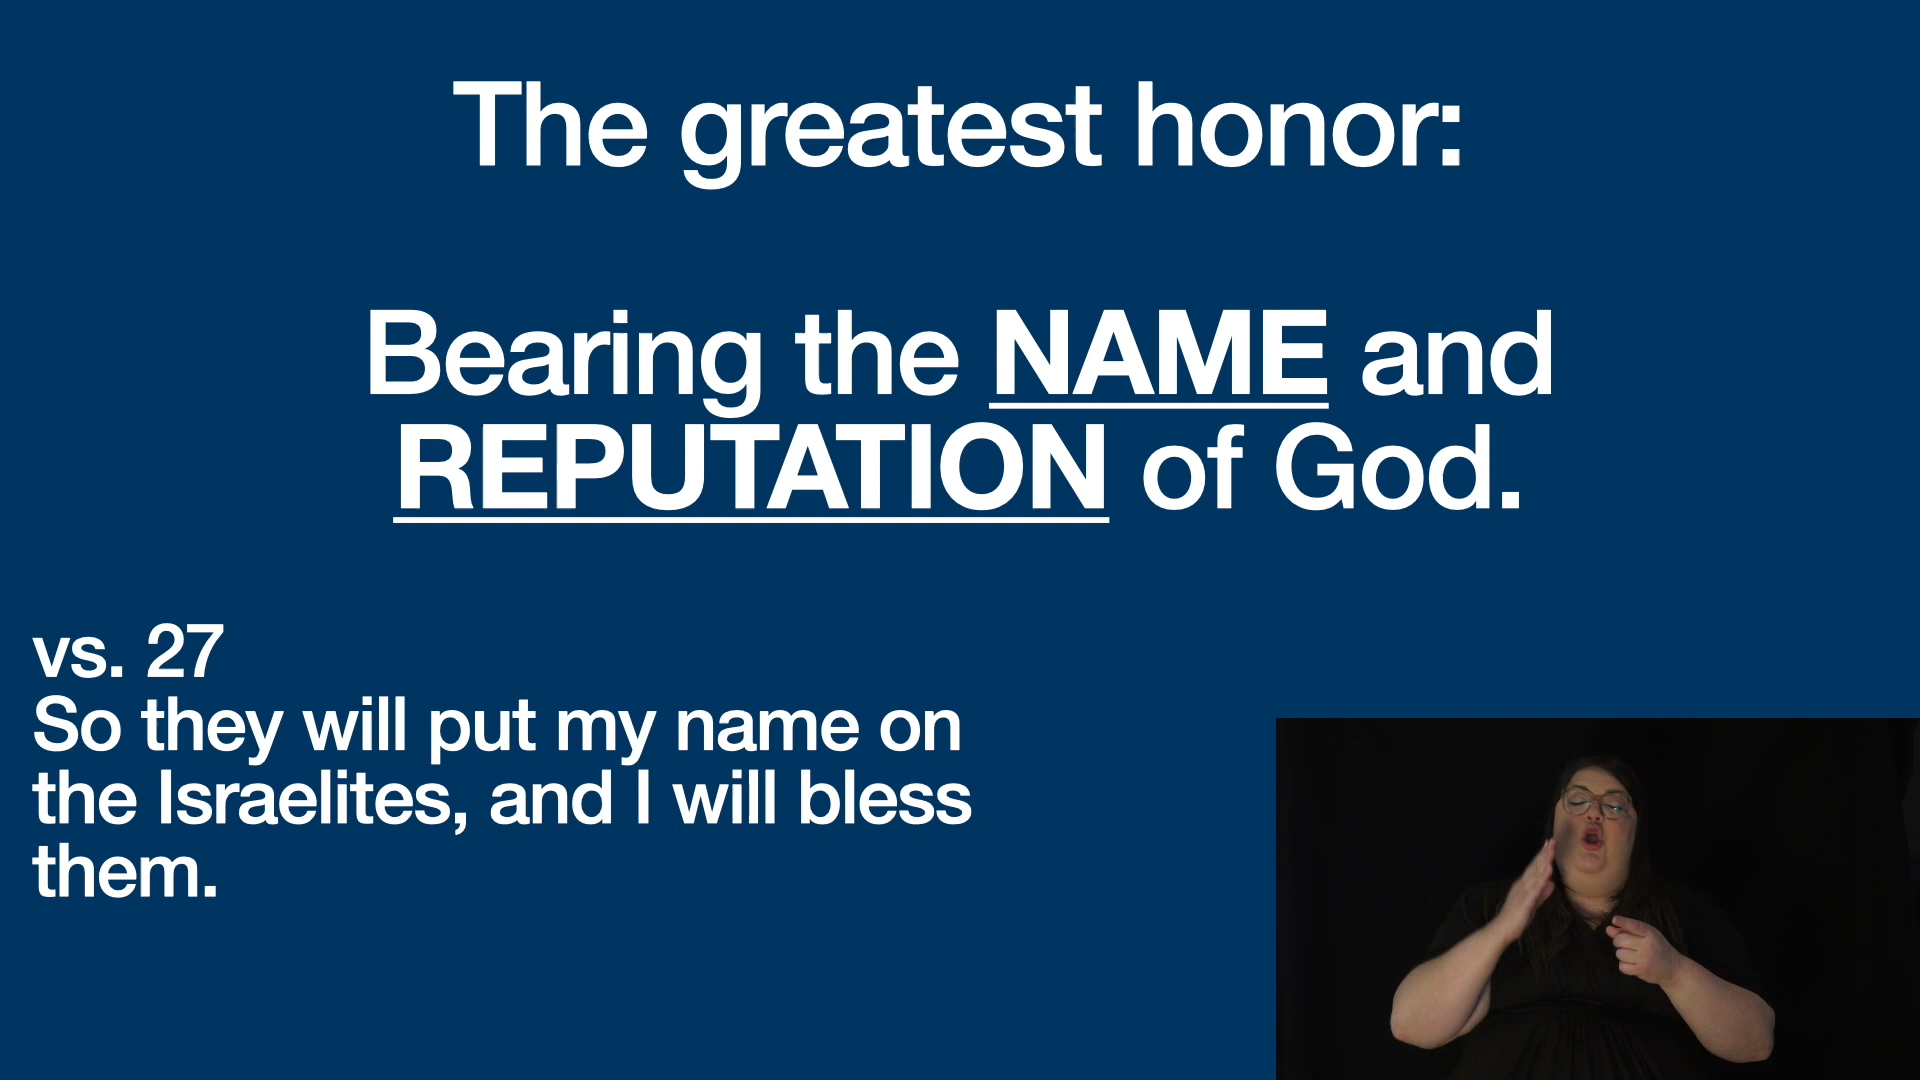 The greatest honor:
Bearing the NAME and
REPUTATION of God.
vs. 27
So they will put my name on
the Israelites, and I will bless
them.